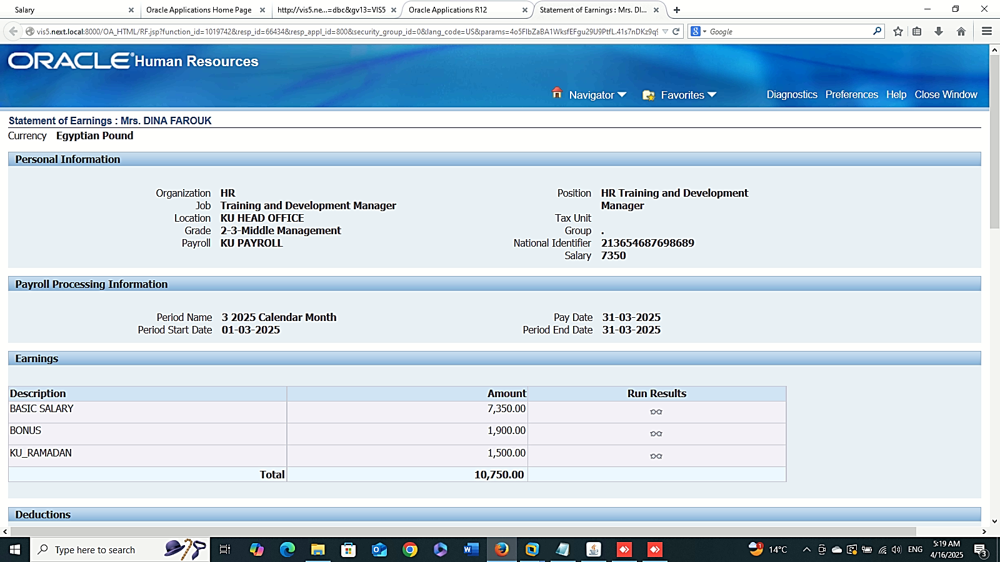 Salary
Oracle Applications Home Page
http://vis5.ne...=dbc&gv13=VIS5
Oracle Applications R12
Statement of Earnings : Mrs. DI...
vis5.next.local:8000/OA_HTML/RF.jsp?function_id=1019742&resp_id=66434&resp_appl_id=800&security_group_id=0&lang_code=US&params=4o5FIbZaBA1WksfEFgu29U9PtfL.41s7nDKz9q9
Google
ORACLE Human Resources
Navigator
Favorites
Diagnostics Preferences Help Close Window
Statement of Earnings : Mrs. DINA FAROUK
Currency Egyptian Pound
Personal Information
Organization HR
Job Training and Development Manager
Location KU HEAD OFFICE
Grade 2-3-Middle Management
Payroll KU PAYROLL
Position HR Training and Development
Manager
Tax Unit
Group .
National Identifier 213654687698689
Salary 7350
Payroll Processing Information
Period Name 3 2025 Calendar Month
Period Start Date 01-03-2025
Pay Date 31-03-2025
Period End Date 31-03-2025
Earnings
Description Amount Run Results
BASIC SALARY 7,350.00
BONUS 1,900.00
KU_RAMADAN 1,500.00
Total 10,750.00
Deductions
Type here to search
14°C
ENG
5:19 AM
4/16/2025
3